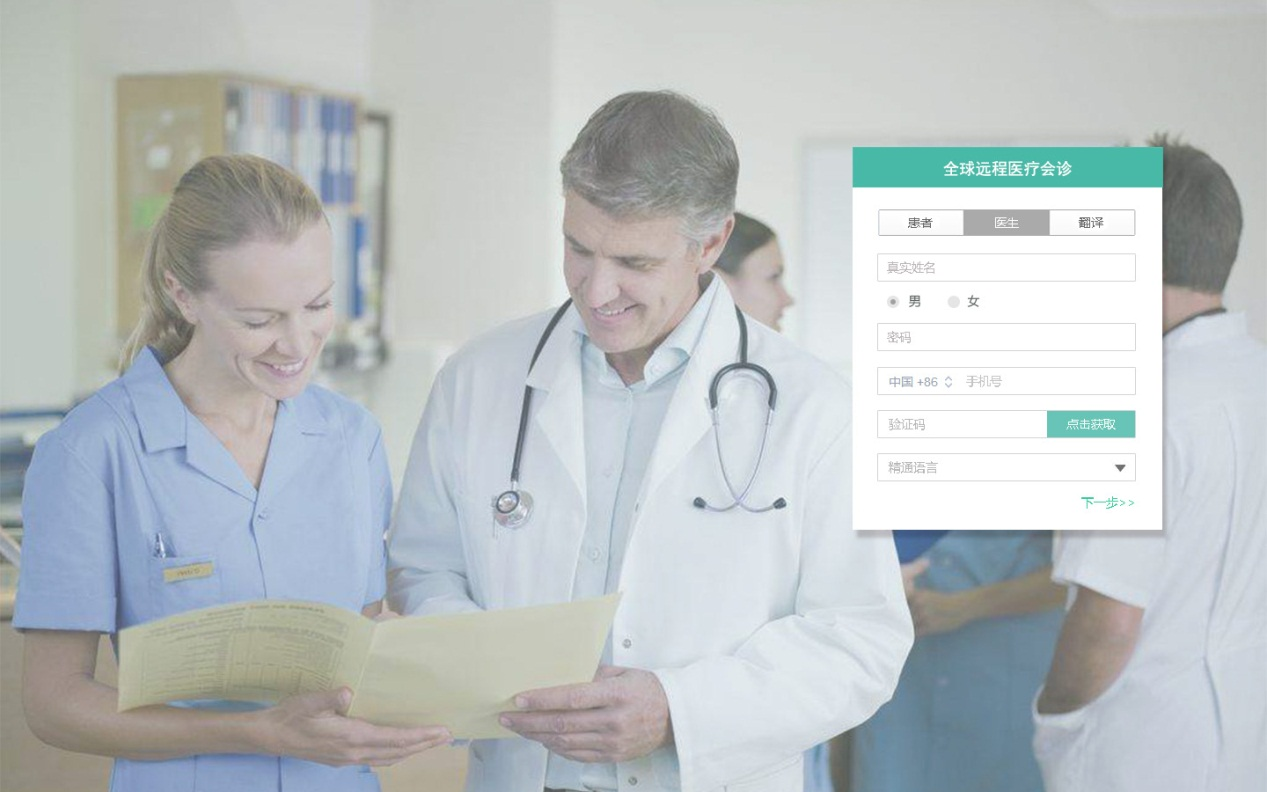 全球远程医疗会诊
患者 医生 翻译
真实姓名
男 女
密码
中国 +86 手机号
验证码 点击获取
精通语言
下一步>>